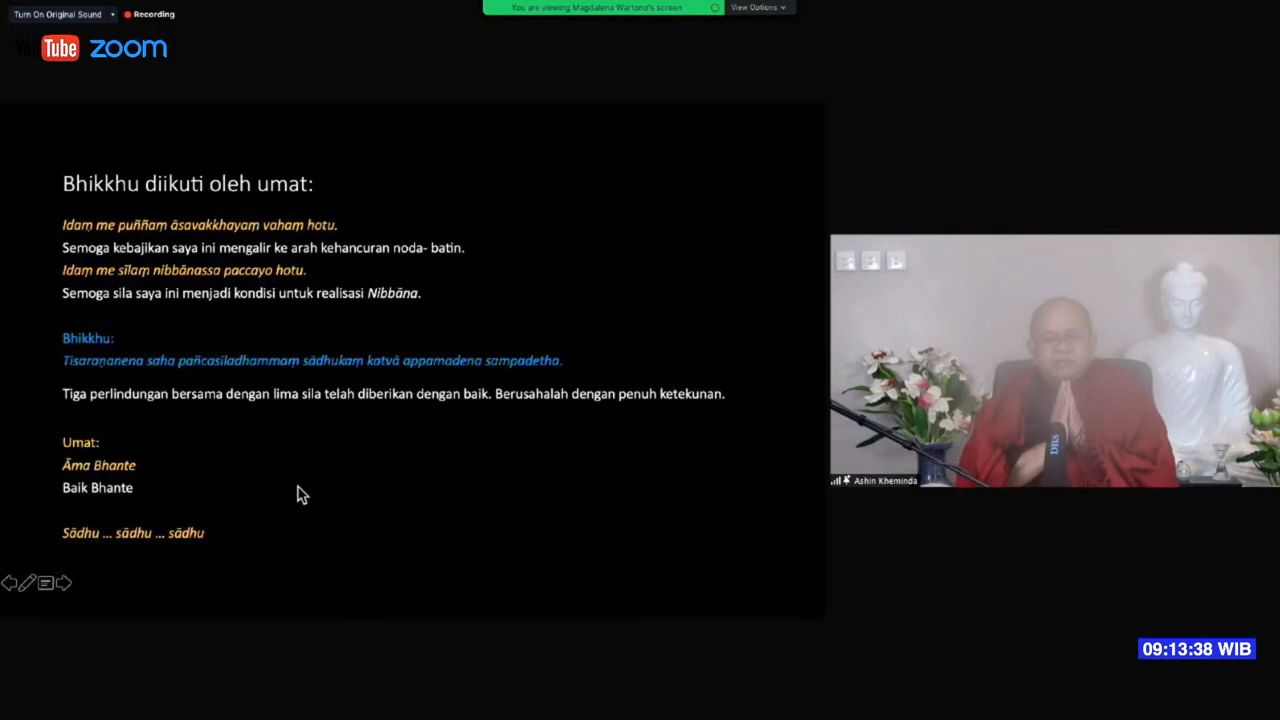 Turn On Original Sound
Recording
You are viewing Magdalena Wartono's screen
View Options
YouTube zoom
Bhikkhu diikuti oleh umat:
Idaṃ me puññaṃ āsavakkhayaṃ vahaṃ hotu.
Semoga kebajikan saya ini mengalir ke arah kehancuran noda- batin.
Idaṃ me sīlaṃ nibbānassa paccayo hotu.
Semoga sila saya ini menjadi kondisi untuk realisasi Nibbāna.
Bhikkhu:
Tisaraṇanena saha pañcasīladhammaṃ sādhukaṃ katvā appamadena sampadetha.
Tiga perlindungan bersama dengan lima sila telah diberikan dengan baik. Berusahalah dengan penuh ketekunan.
Umat:
Āma Bhante
Baik Bhante
Sādhu ... sādhu ... sādhu
DBS
Ashin Kheminda
09:13:38 WIB